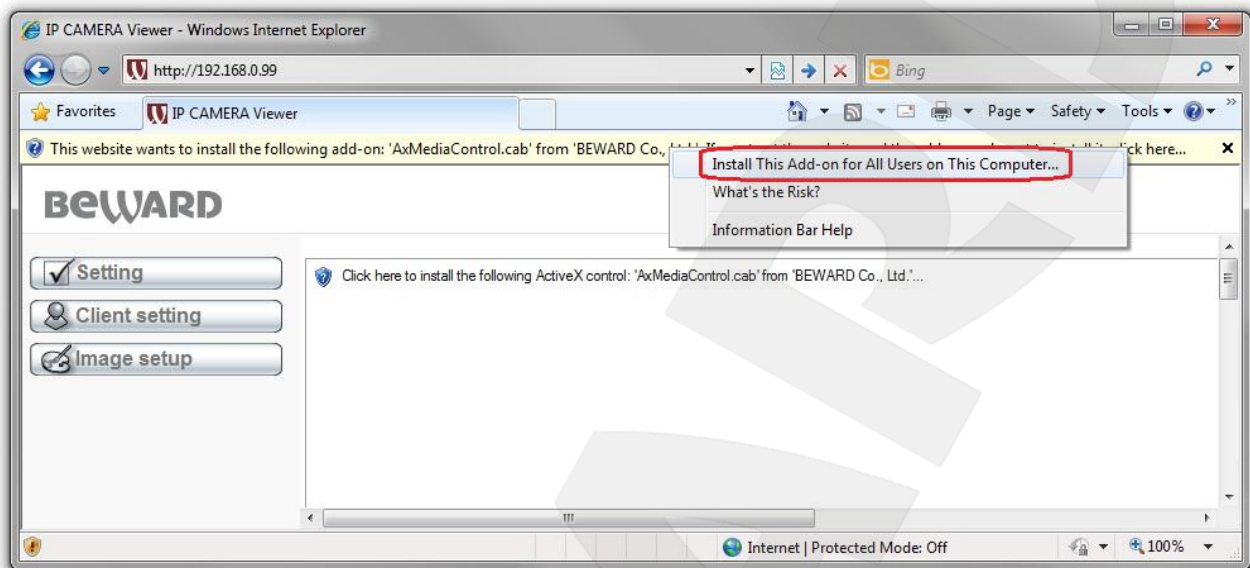 IP CAMERA Viewer - Windows Internet Explorer
http://192.168.0.99
Bing
Favorites
IP CAMERA Viewer
Page
Safety
Tools
This website wants to install the following add-on: 'AxMediaControl.cab' from 'BEWARD Co., click here...
Install This Add-on for All Users on This Computer...
What's the Risk?
Information Bar Help
BEWARD
Setting
Client setting
Image setup
Click here to install the following ActiveX control: 'AxMediaControl.cab' from 'BEWARD Co., Ltd.'...
Internet | Protected Mode: Off
100%